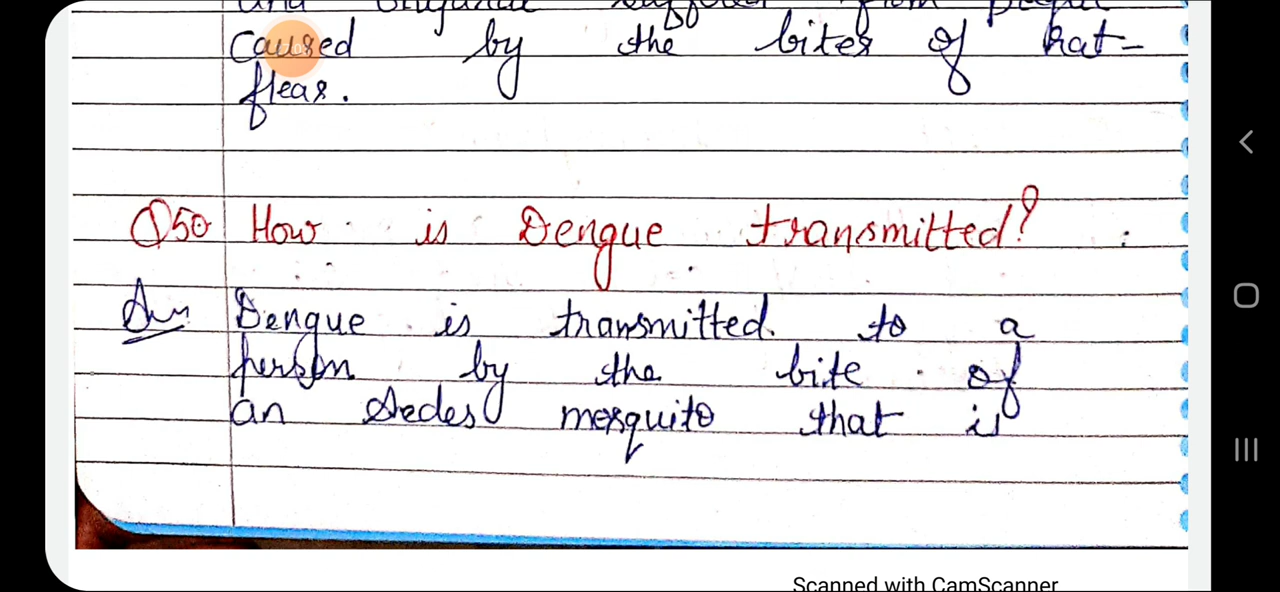 caused by the bites of rat-
fleas.
Q50 How is Dengue transmitted?
Ans Dengue is transmitted to a
person by the bite of
an Aedes mosquito that is
Scanned with CamScanner